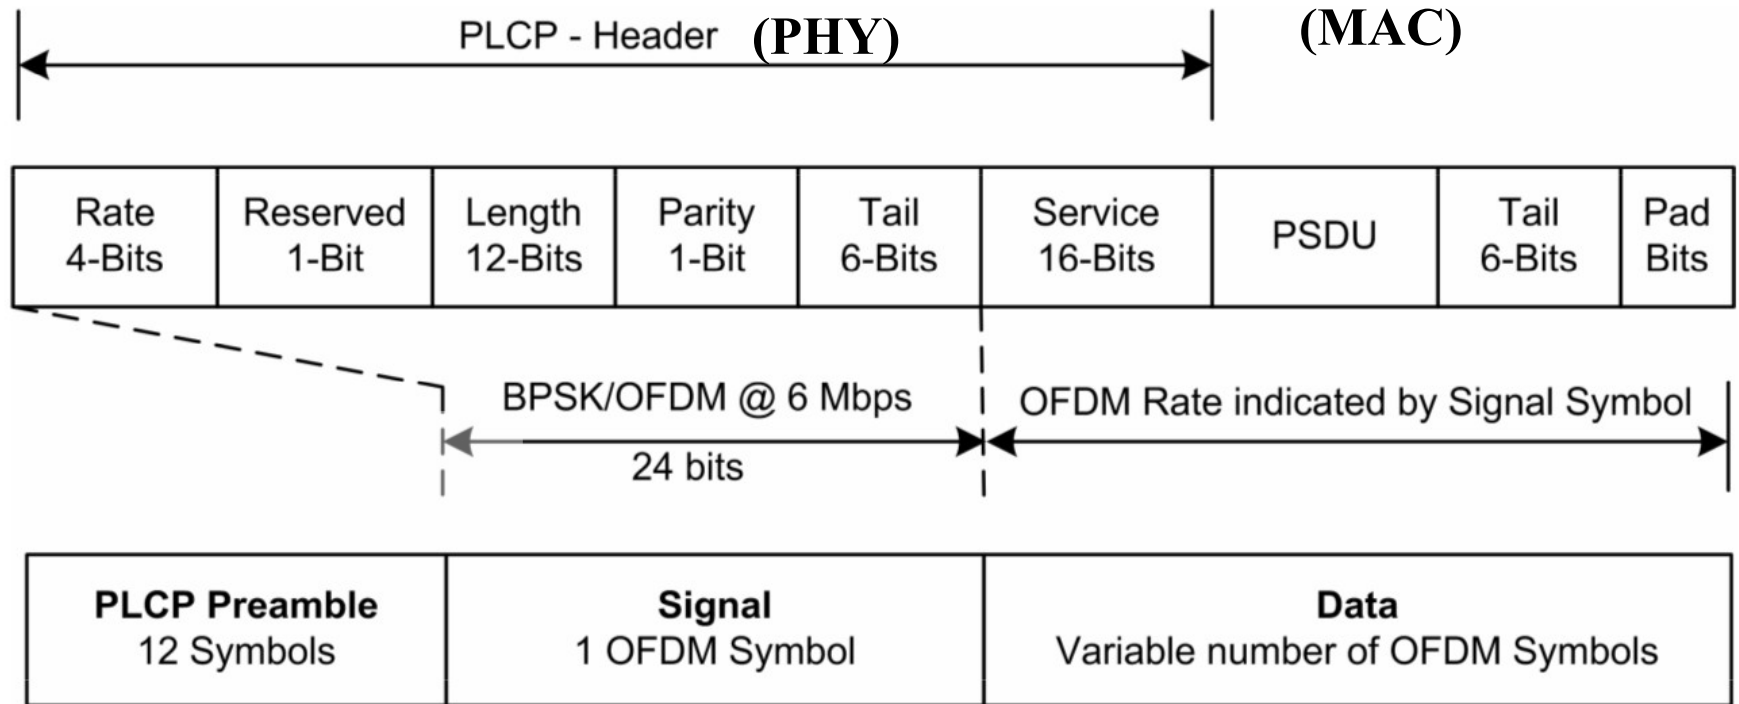 PLCP - Header (PHY)
(MAC)
Rate
4-Bits
Reserved
1-Bit
Length
12-Bits
Parity
1-Bit
Tail
6-Bits
Service
16-Bits
PSDU
Tail
6-Bits
Pad
Bits
BPSK/OFDM @ 6 Mbps
24 bits
OFDM Rate indicated by Signal Symbol
PLCP Preamble
12 Symbols
Signal
1 OFDM Symbol
Data
Variable number of OFDM Symbols